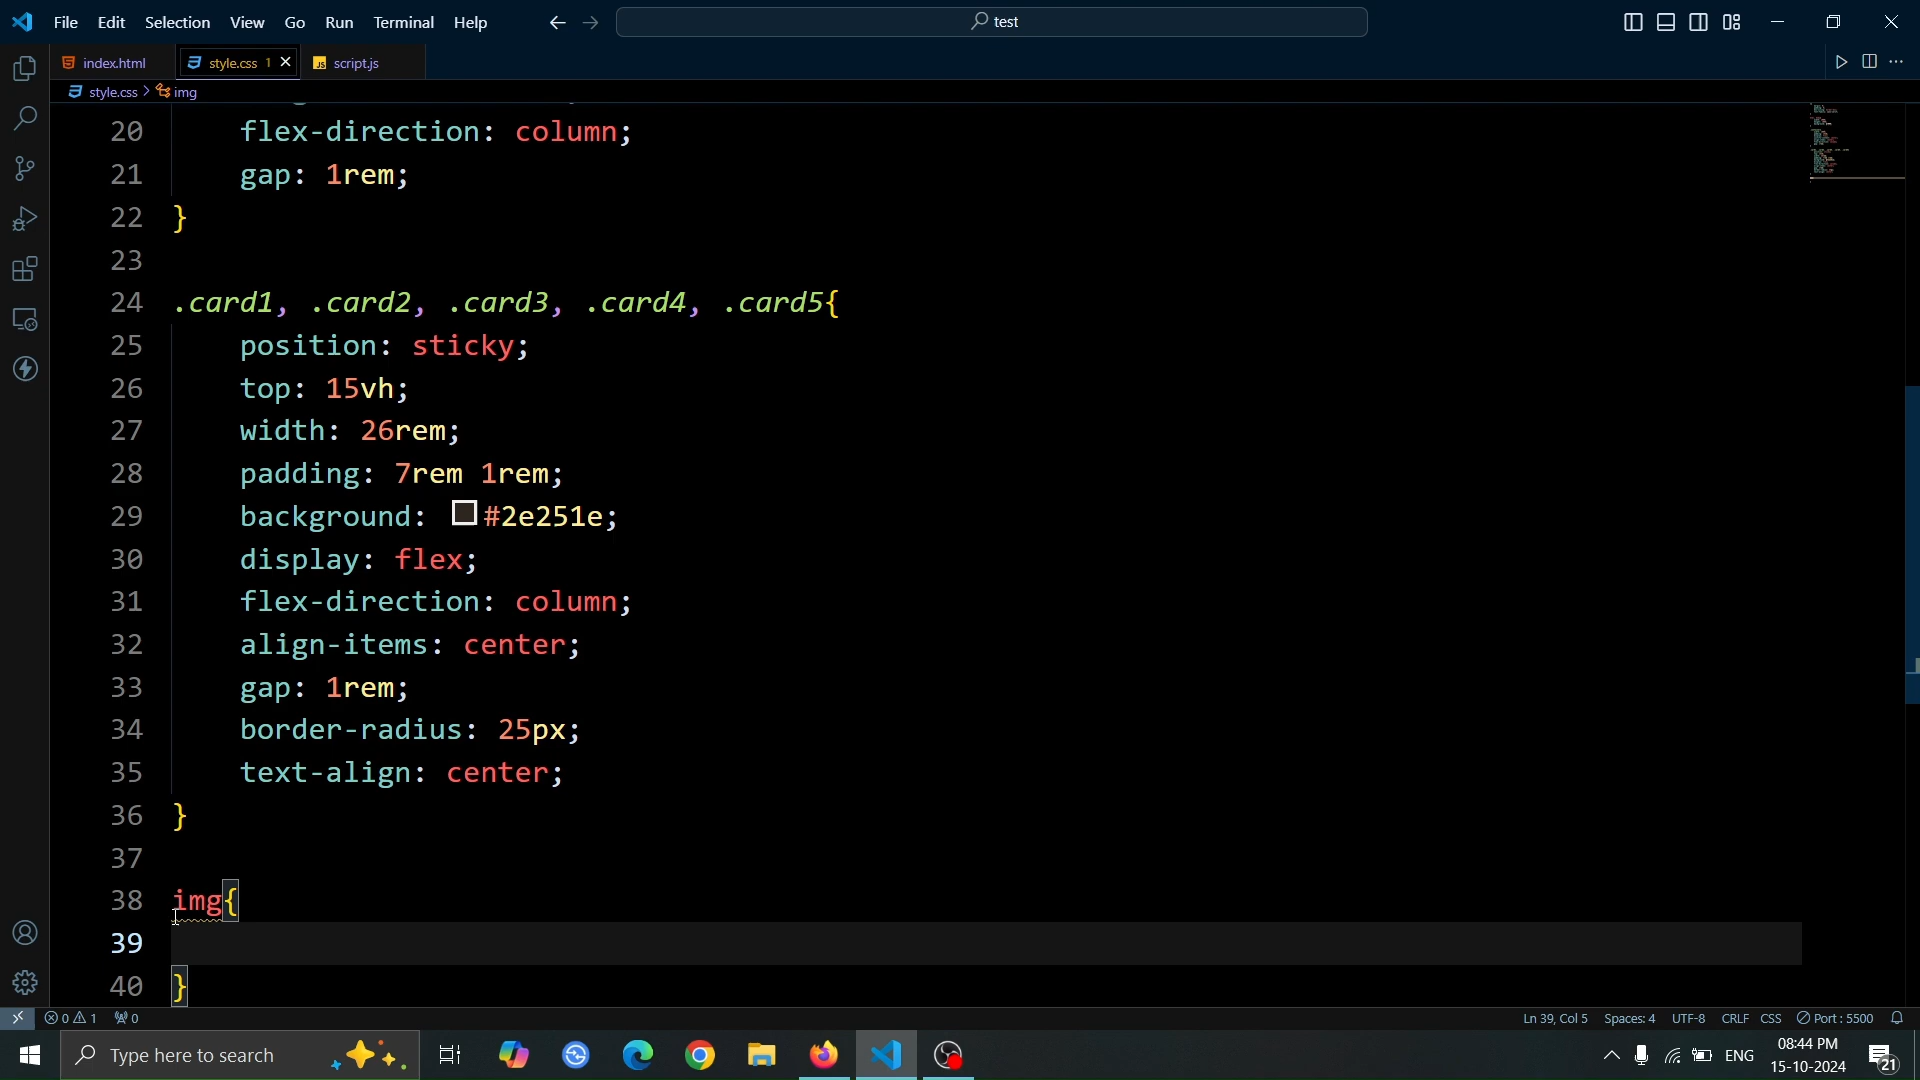 File Edit Selection View Go Run Terminal Help
test
index.html
style.css 1
script.js
style.css > img
20 flex-direction: column;
21 gap: 1rem;
22 }
23
24 .card1, .card2, .card3, .card4, .card5{
25 position: sticky;
26 top: 15vh;
27 width: 26rem;
28 padding: 7rem 1rem;
29 background: #2e251e;
30 display: flex;
31 flex-direction: column;
32 align-items: center;
33 gap: 1rem;
34 border-radius: 25px;
35 text-align: center;
36 }
37
38 img{
39
40 }
0 1 0
Ln 39, Col 5 Spaces: 4 UTF-8 CRLF CSS Port : 5500
Type here to search
ENG
08:44 PM
15-10-2024
21